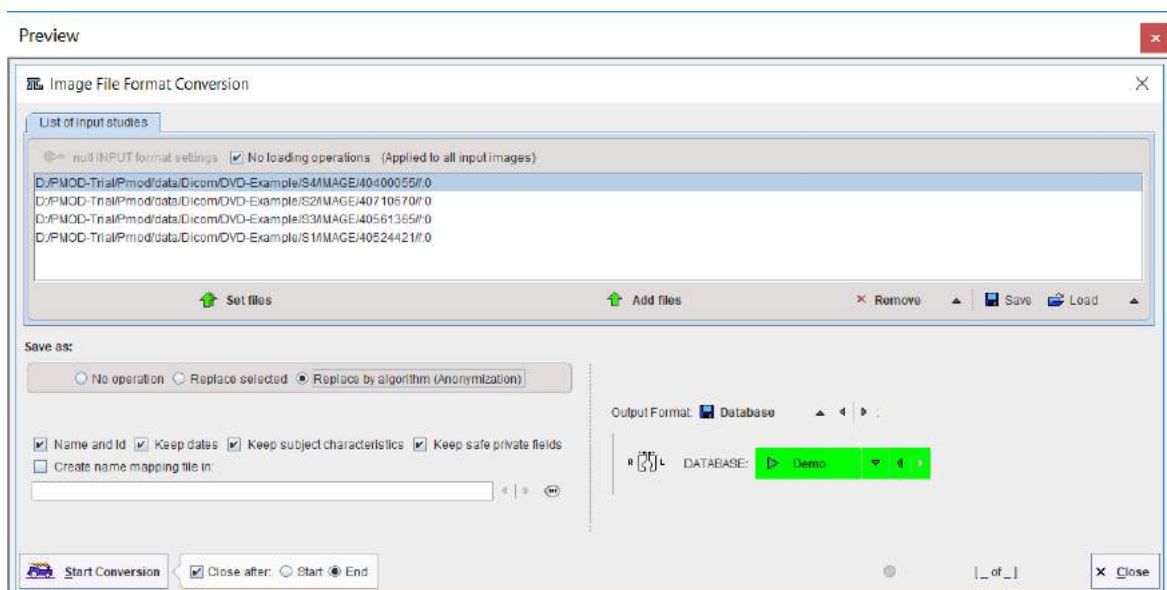 Preview
Image File Format Conversion
List of input studies
null INPUT format settings No loading operations (Applied to all input images)
D:/PMOD-Trial/Pmod/data/Dicom/DVD-Example/S4/IMAGE/40400055//:0
D:/PMOD-Trial/Pmod/data/Dicom/DVD-Example/S2/IMAGE/40710670//:0
D:/PMOD-Trial/Pmod/data/Dicom/DVD-Example/S3/IMAGE/40561365//:0
D:/PMOD-Trial/Pmod/data/Dicom/DVD-Example/S1/IMAGE/40524421//:0
Set files Add files Remove Save Load
Save as:
No operation Replace selected Replace by algorithm (Anonymization)
Output Format: Database :
Name and Id Keep dates Keep subject characteristics Keep safe private fields
R L DATABASE: Demo
Create name mapping file in:
Start Conversion Close after: Start End [_ of _] Close